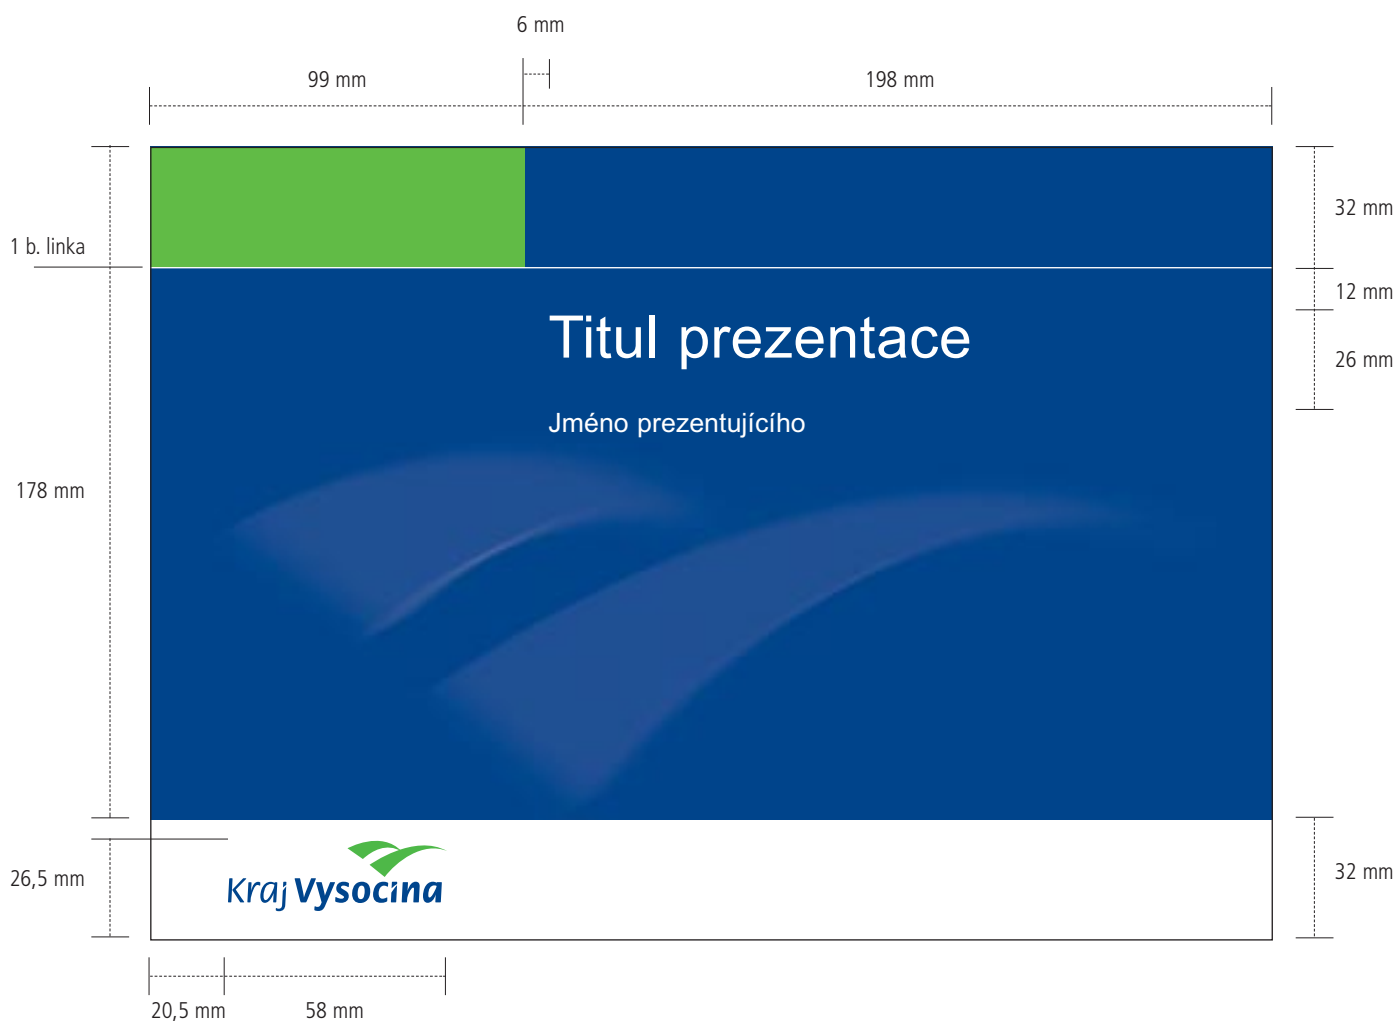 6 mm
99 mm
198 mm
32 mm
1 b. linka
12 mm
Titul prezentace
26 mm
Jméno prezentujícího
178 mm
26,5 mm
Kraj Vysocina
32 mm
20,5 mm
58 mm